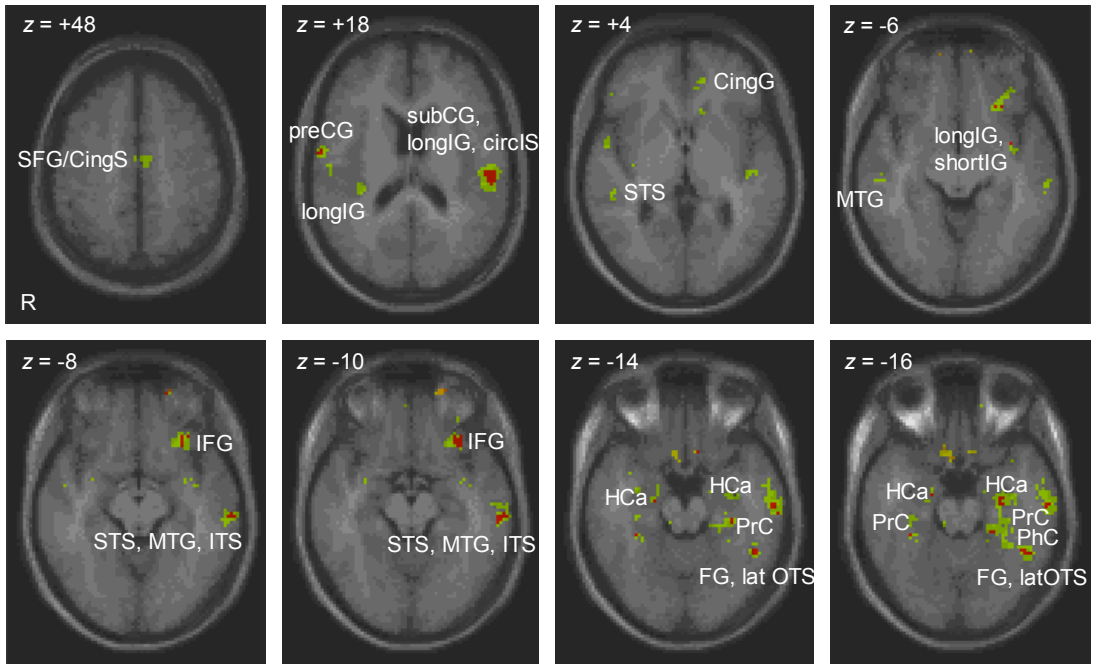 z = +48
SFG/CingS
R
z = +18
preCG
subCG,
longIG, circIS
longIG
z = +4
CingG
STS
z = -6
longIG,
shortIG
MTG
z = -8
IFG
STS, MTG, ITS
z = -10
IFG
STS, MTG, ITS
z = -14
HCa
HCa
PrC
FG, lat OTS
z = -16
HCa
HCa
PrC
PrC
PhC
FG, latOTS